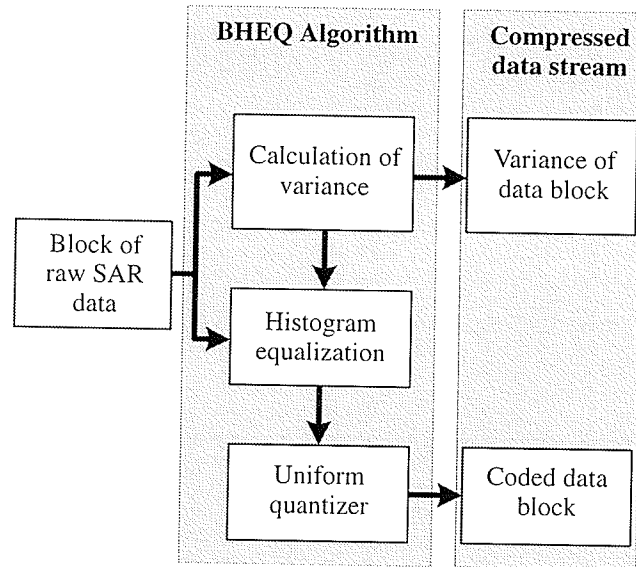 BHEQ Algorithm
Compressed
data stream
Calculation of
variance
Variance of
data block
Block of
raw SAR
data
Histogram
equalization
Uniform
quantizer
Coded data
block